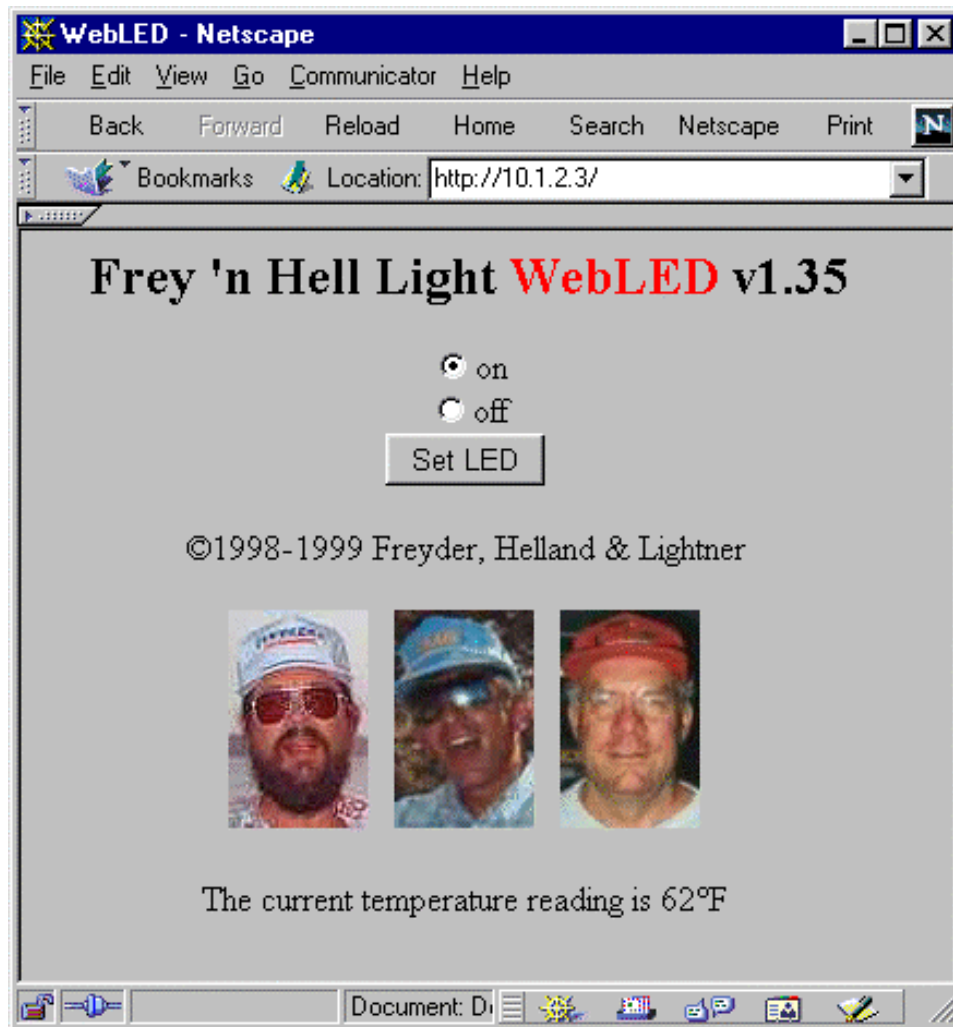 WebLED - Netscape
File Edit View Go Communicator Help
Back Forward Reload Home Search Netscape Print N
Bookmarks Location: http://10.1.2.3/
Frey 'n Hell Light WebLED v1.35
on
off
Set LED
©1998-1999 Freyder, Helland & Lightner
The current temperature reading is 62°F
Document: